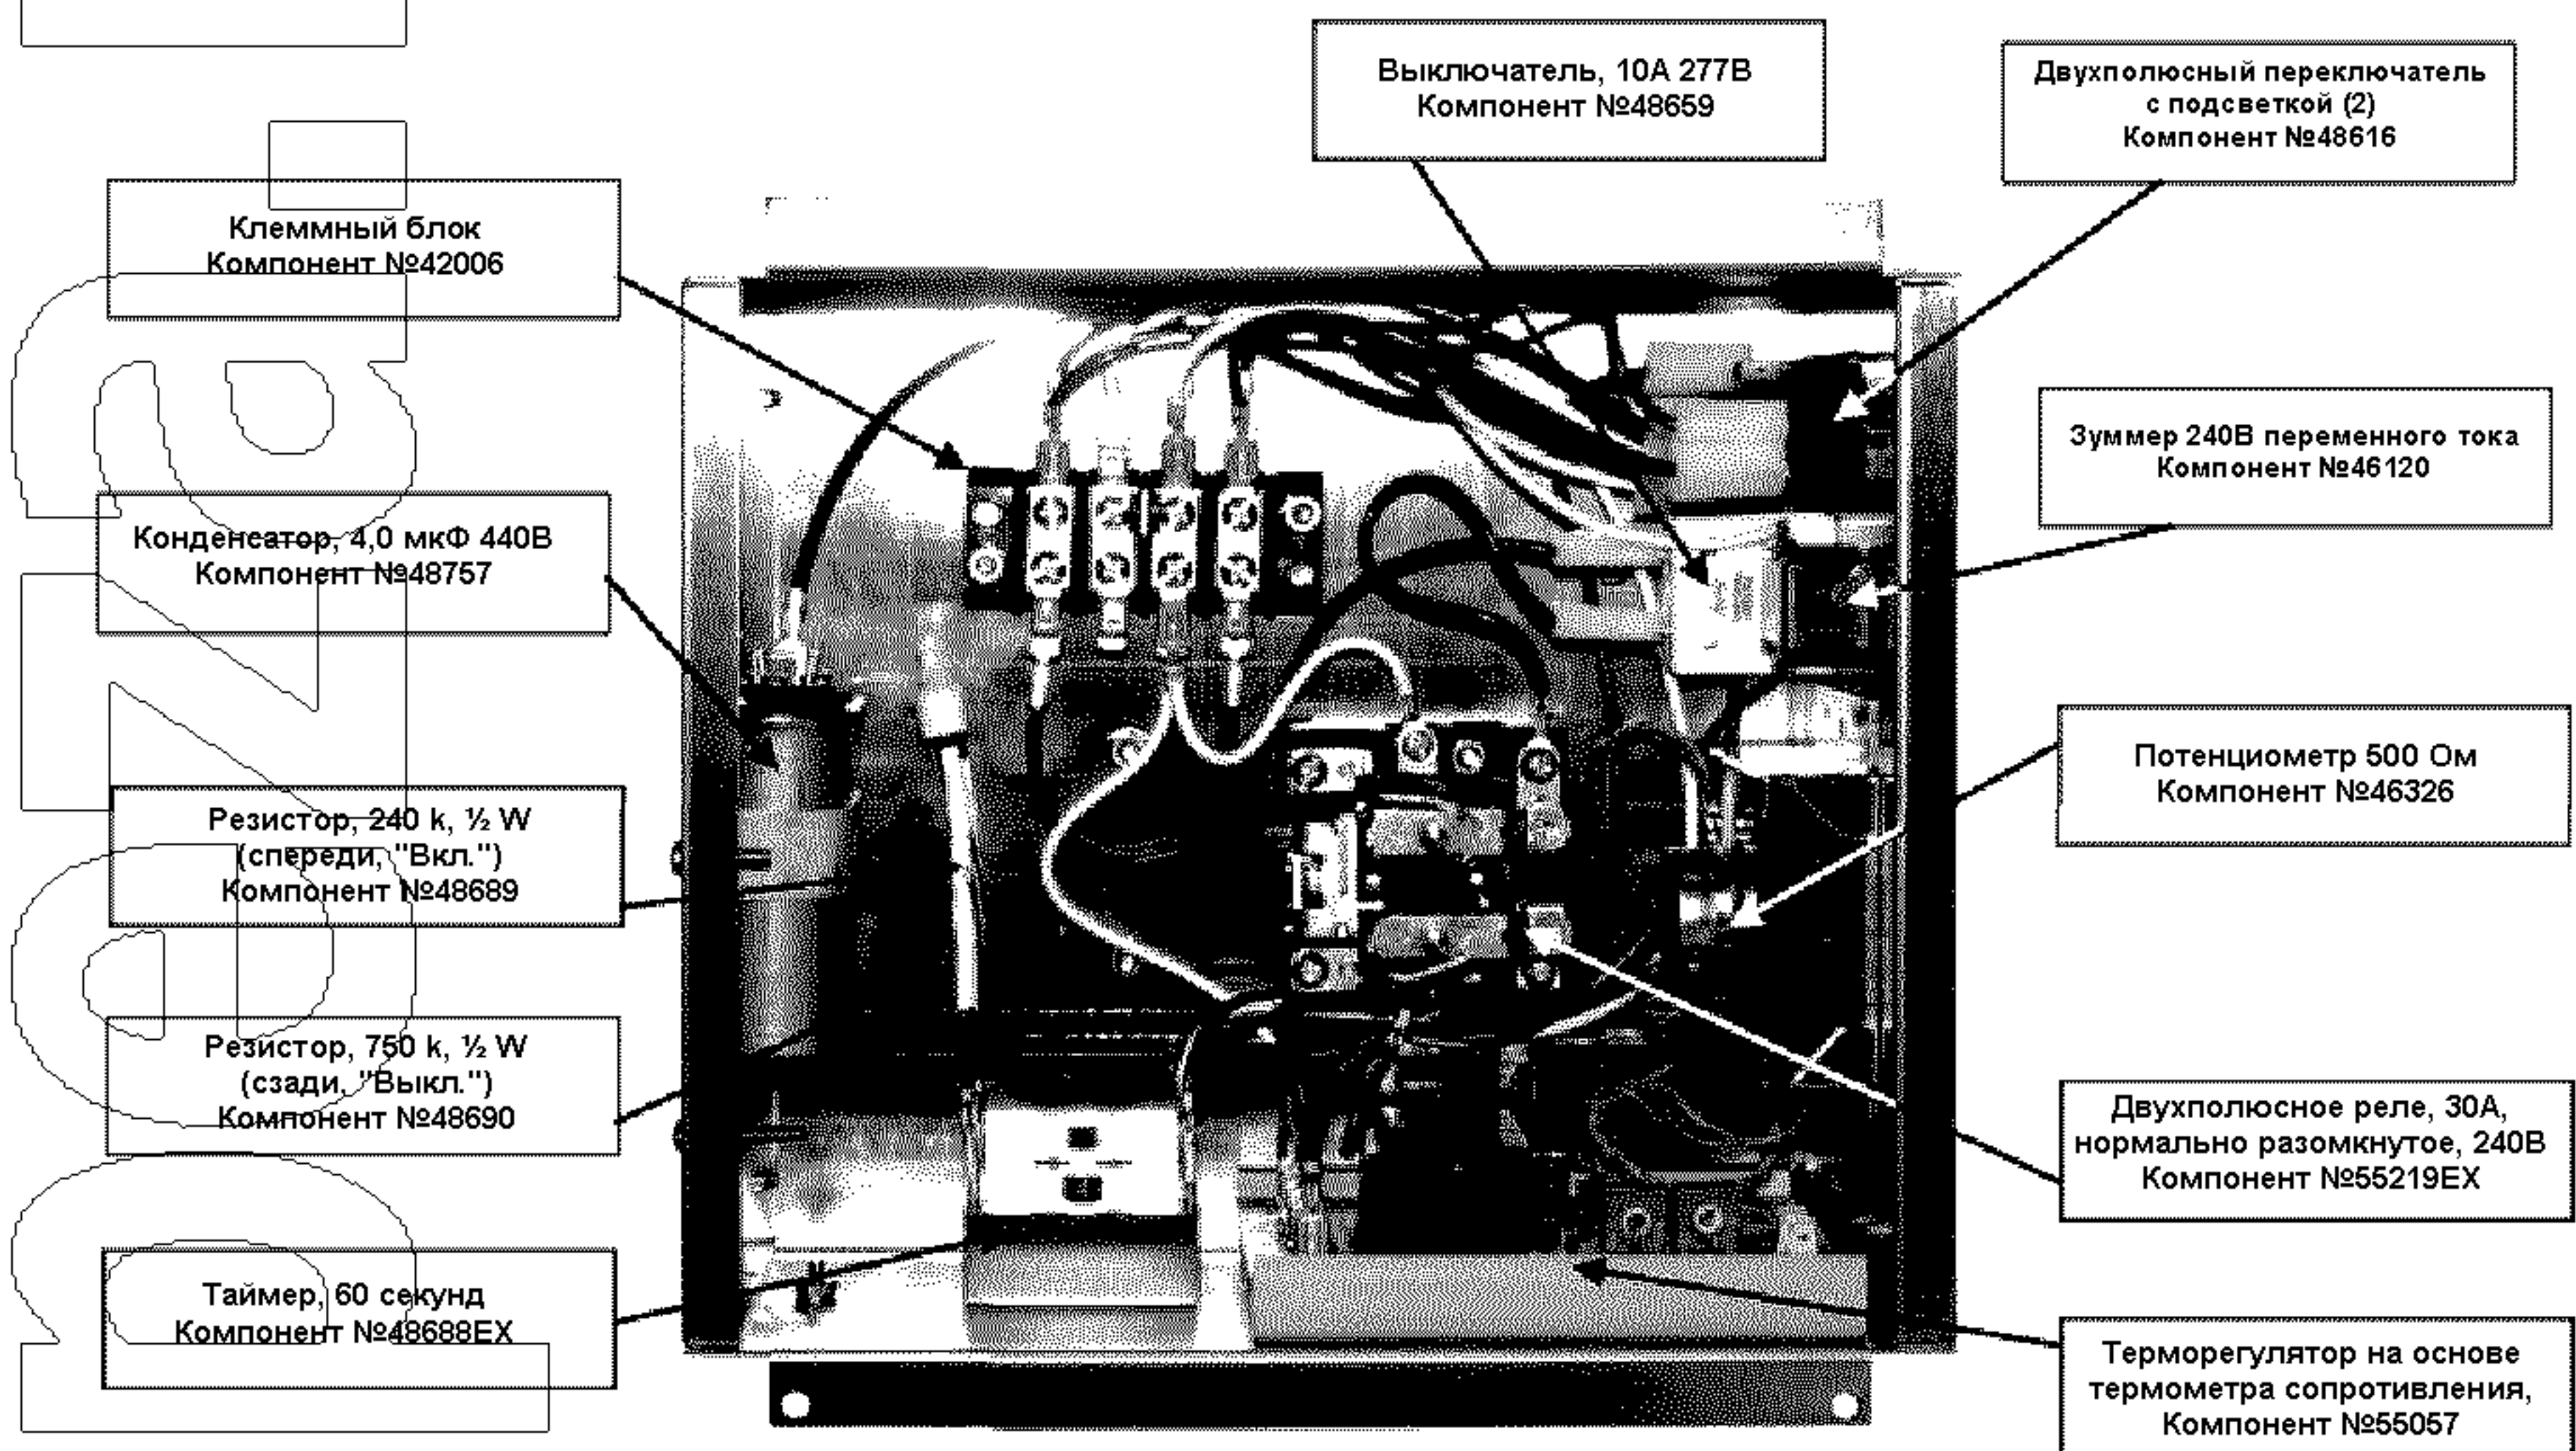 Выключатель, 10А 277В
Компонент №48659
Двухполюсный переключатель
с подсветкой (2)
Компонент №48616
Клеммный блок
Компонент №42006
Зуммер 240В переменного тока
Компонент №46120
Конденсатор, 4,0 мкФ 440В
Компонент №48757
Потенциометр 500 Ом
Компонент №46326
Резистор, 240 k, ½ W
(спереди, "Вкл.")
Компонент №48689
Резистор, 750 k, ½ W
(сзади, "Выкл.")
Компонент №48690
Двухполюсное реле, 30А,
нормально разомкнутое, 240В
Компонент №55219EX
Таймер, 60 секунд
Компонент №48688EX
Терморегулятор на основе
термометра сопротивления,
Компонент №55057